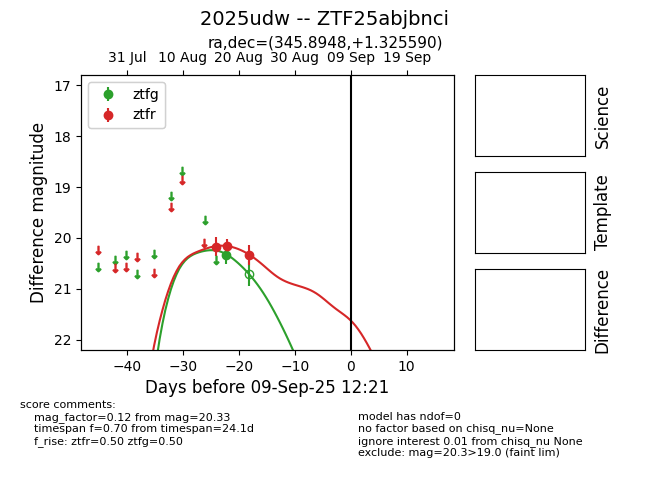 2025udw -- ZTF25abjbnci
ra,dec=(345.8948,+1.325590)
31 Jul 10 Aug 20 Aug 30 Aug 09 Sep 19 Sep
ztfg
ztfr
17
18
19
20
21
22
Difference magnitude
−40 −30 −20 −10 0 10
Days before 09-Sep-25 12:21
Science
Template
Difference
score comments:
mag_factor=0.12 from mag=20.33
timespan f=0.70 from timespan=24.1d
f_rise: ztfr=0.50 ztfg=0.50
model has ndof=0
no factor based on chisq_nu=None
ignore interest 0.01 from chisq_nu None
exclude: mag=20.3>19.0 (faint lim)